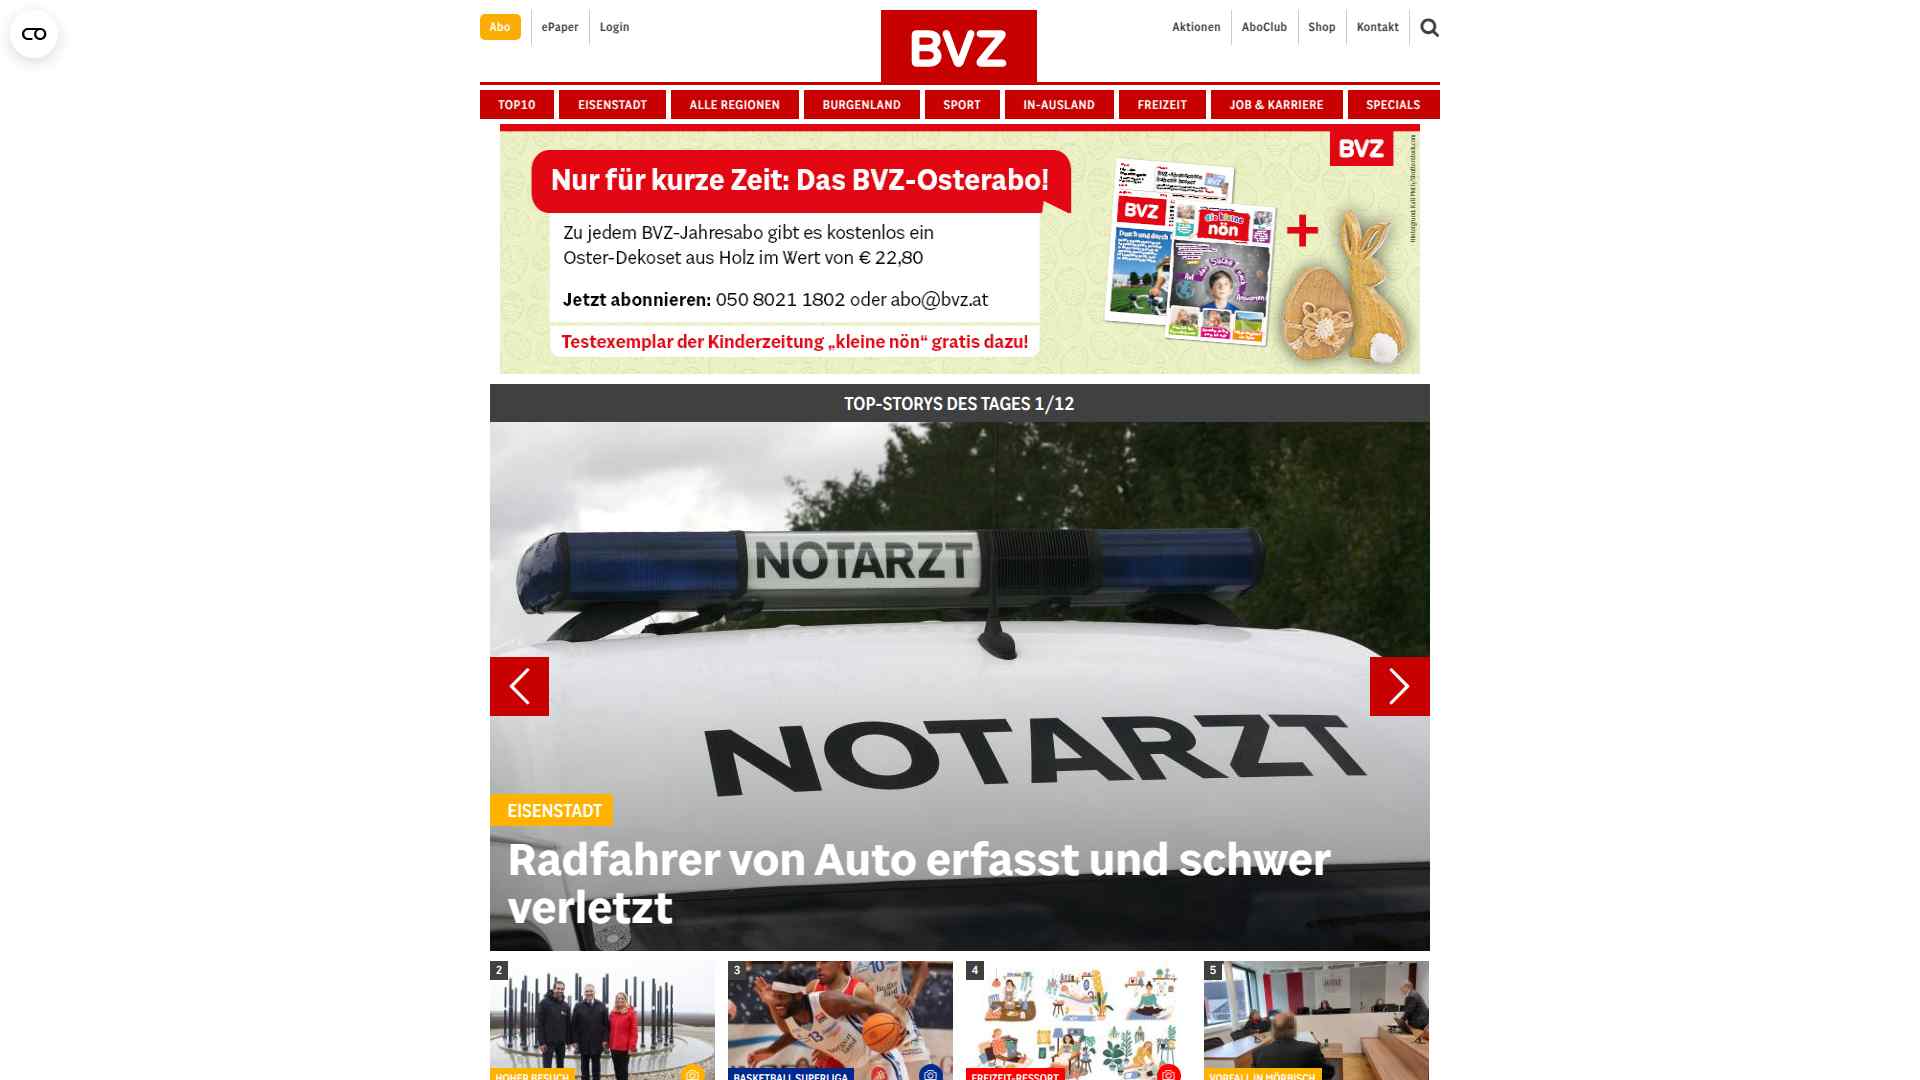 Abo
ePaper
Login
BVZ
Aktionen
AboClub
Shop
Kontakt
TOP10
EISENSTADT
ALLE REGIONEN
BURGENLAND
SPORT
IN-AUSLAND
FREIZEIT
JOB & KARRIERE
SPECIALS
Nur für kurze Zeit: Das BVZ-Osterabo!
Zu jedem BVZ-Jahresabo gibt es kostenlos ein
Oster-Dekoset aus Holz im Wert von € 22,80
Jetzt abonnieren: 050 8021 1802 oder abo@bvz.at
Testexemplar der Kinderzeitung „kleine nön“ gratis dazu!
BVZ
BVZ
nön
+
TOP-STORYS DES TAGES 1/12
NOTARZT
NOTARZT
EISENSTADT
Radfahrer von Auto erfasst und schwer
verletzt
2
3
4
5
HOHER BESUCH
BASKETBALL SUPERLIGA
FREIZEIT-RESSORT
VORFALL IN MÖRBISCH